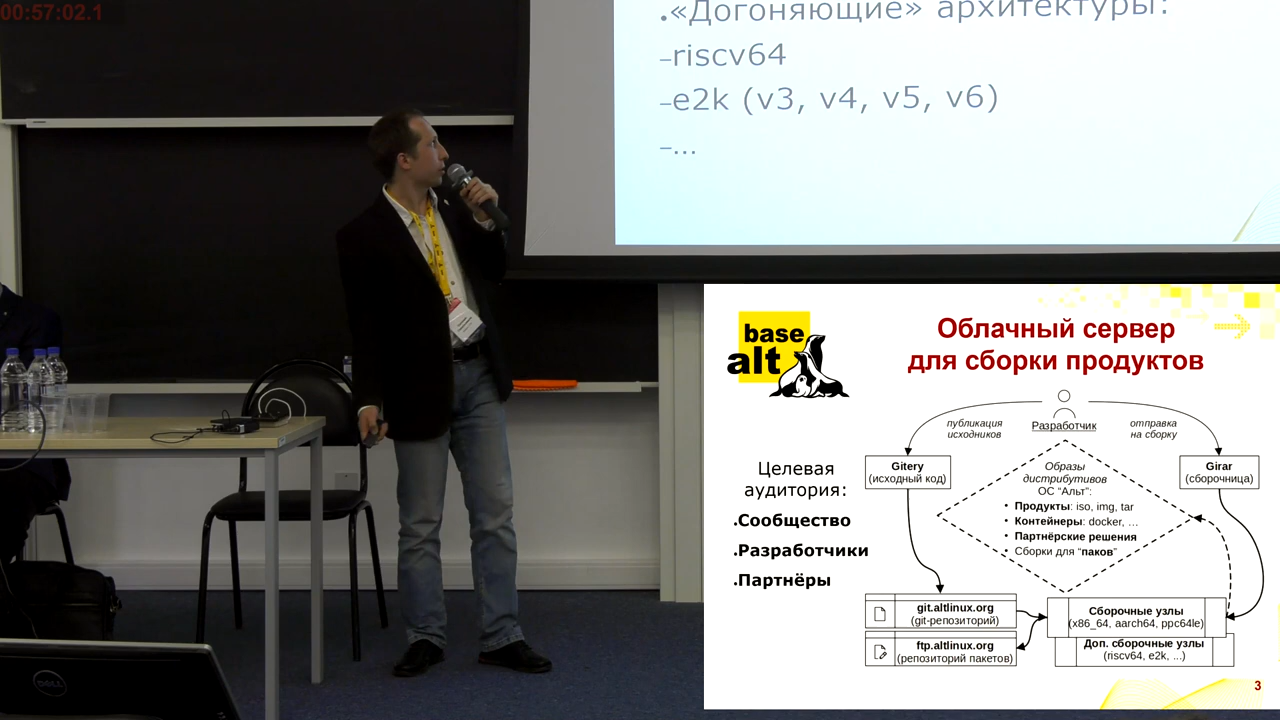 00:57:02.1
.«Догоняющие» архитектуры:
–riscv64
–e2k (v3, v4, v5, v6)
–...
base
alt
Облачный сервер
для сборки продуктов
публикация
исходников
Разработчик
отправка
на сборку
Gitery
(исходный код)
Girar
(сборочница)
Целевая
аудитория:
.Сообщество
.Разработчики
.Партнёры
Образы
дистрибутивов
ОС “Альт”:
• Продукты: iso, img, tar
• Контейнеры: docker, ...
• Партнёрские решения
• Сборки для “паков”
git.altlinux.org
(git-репозиторий)
ftp.altlinux.org
(репозиторий пакетов)
Сборочные узлы
(x86_64, aarch64, ppc64le)
Доп. сборочные узлы
(riscv64, e2k, ...)
3
DELL